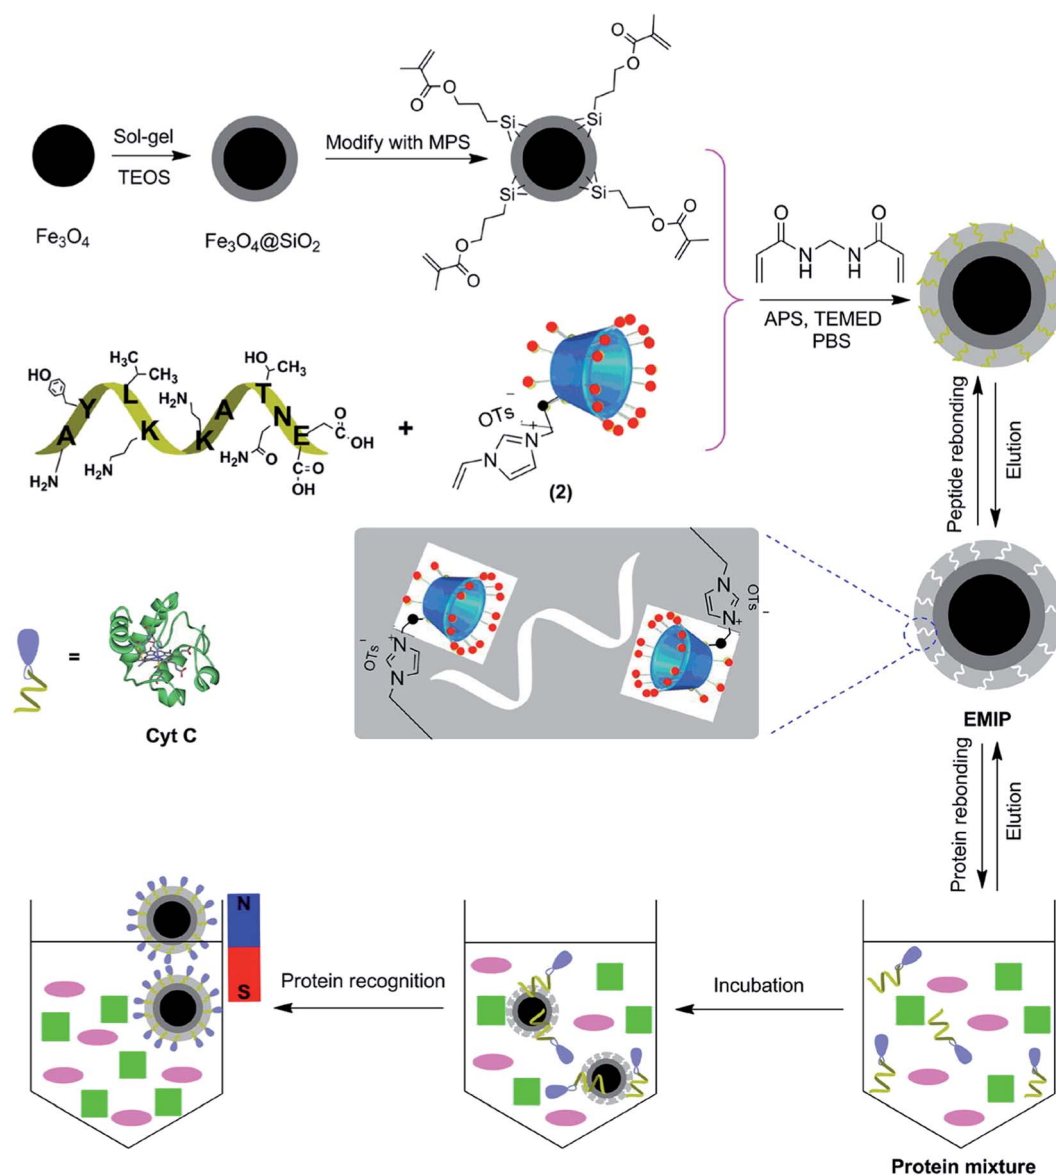 Sol-gel
TEOS
Modify with MPS
Fe₃O₄
Fe₃O₄@SiO₂
Si
Si
Si
Si
O
O
O
O
O
O
O
O
O
O
NH
NH
APS, TEMED
PBS
HO
H₃C
CH₃
H₂N
HO
A Y L K K A T N E
H₂N
H₂N
H₂N
O
C=O
OH
O
C
OH
+
OTs⁻
+
N
N
(2)
Peptide rebonding
Elution
OTs⁻
N
+
N
N
N
+
OTs⁻
EMIP
=
Cyt C
Protein rebonding
Elution
N
S
Protein recognition
Incubation
Protein mixture